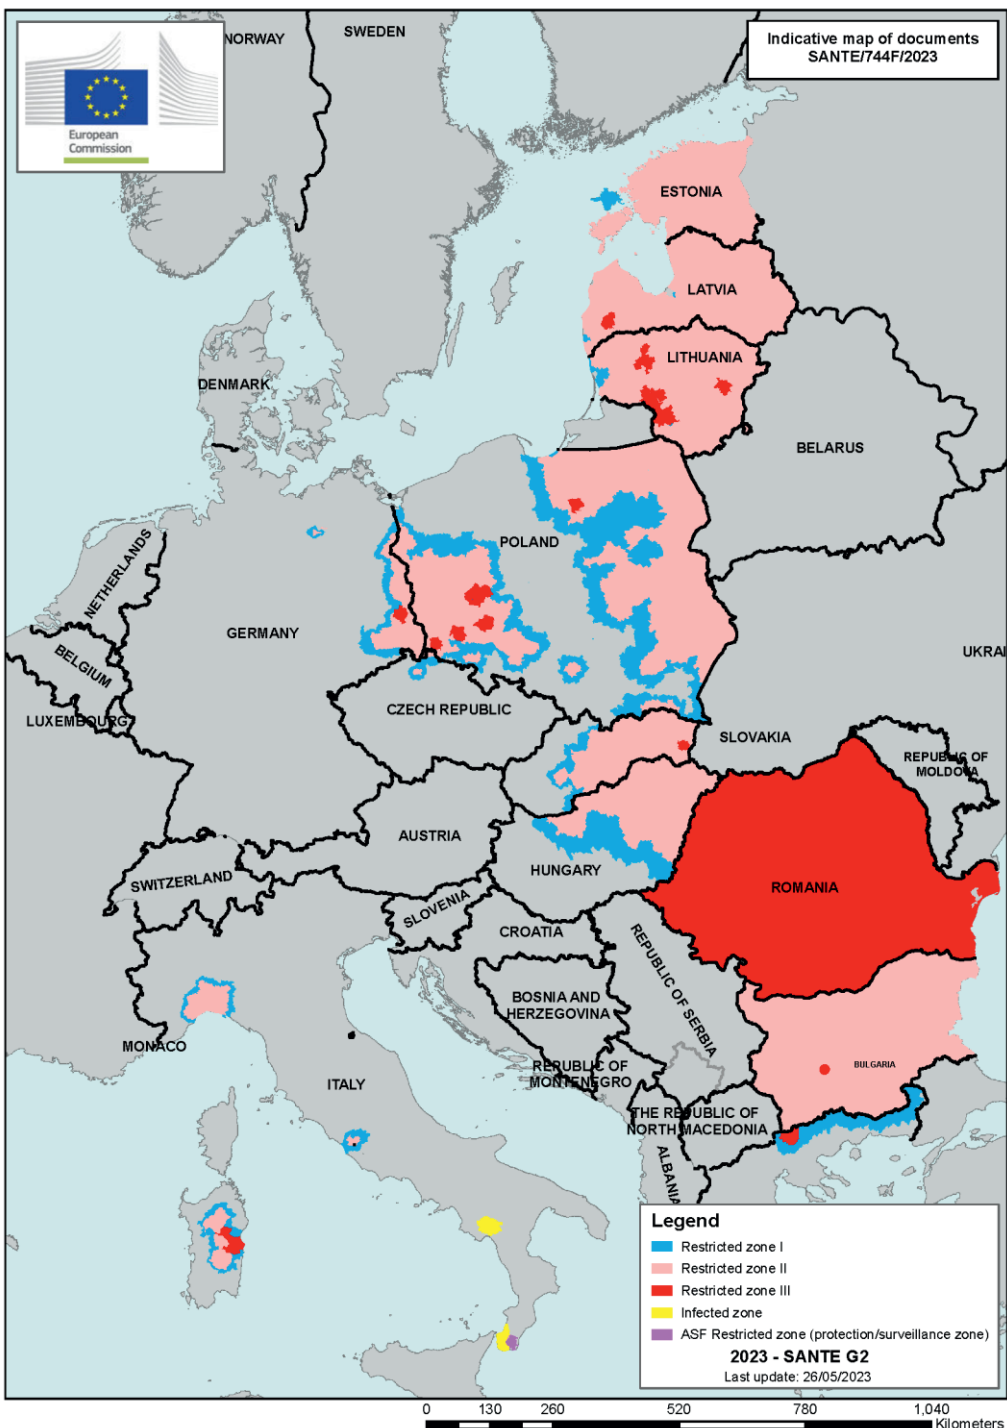 NORWAY
SWEDEN
Indicative map of documents
SANTE/744F/2023
European
Commission
ESTONIA
LATVIA
LITHUANIA
DENMARK
BELARUS
NETHERLANDS
POLAND
GERMANY
BELGIUM
UKRAI
LUXEMBOURG
CZECH REPUBLIC
SLOVAKIA
REPUBLIC OF
MOLDOVA
AUSTRIA
HUNGARY
SWITZERLAND
ROMANIA
SLOVENIA
CROATIA
REPUBLIC OF SERBIA
BOSNIA AND
HERZEGOVINA
MONACO
BULGARIA
REPUBLIC OF
MONTENEGRO
ITALY
THE REPUBLIC OF
NORTH MACEDONIA
ALBANIA
Legend
Restricted zone I
Restricted zone II
Restricted zone III
Infected zone
ASF Restricted zone (protection/surveillance zone)
2023 - SANTE G2
Last update: 26/05/2023
0 130 260 520 780 1,040
Kilometers